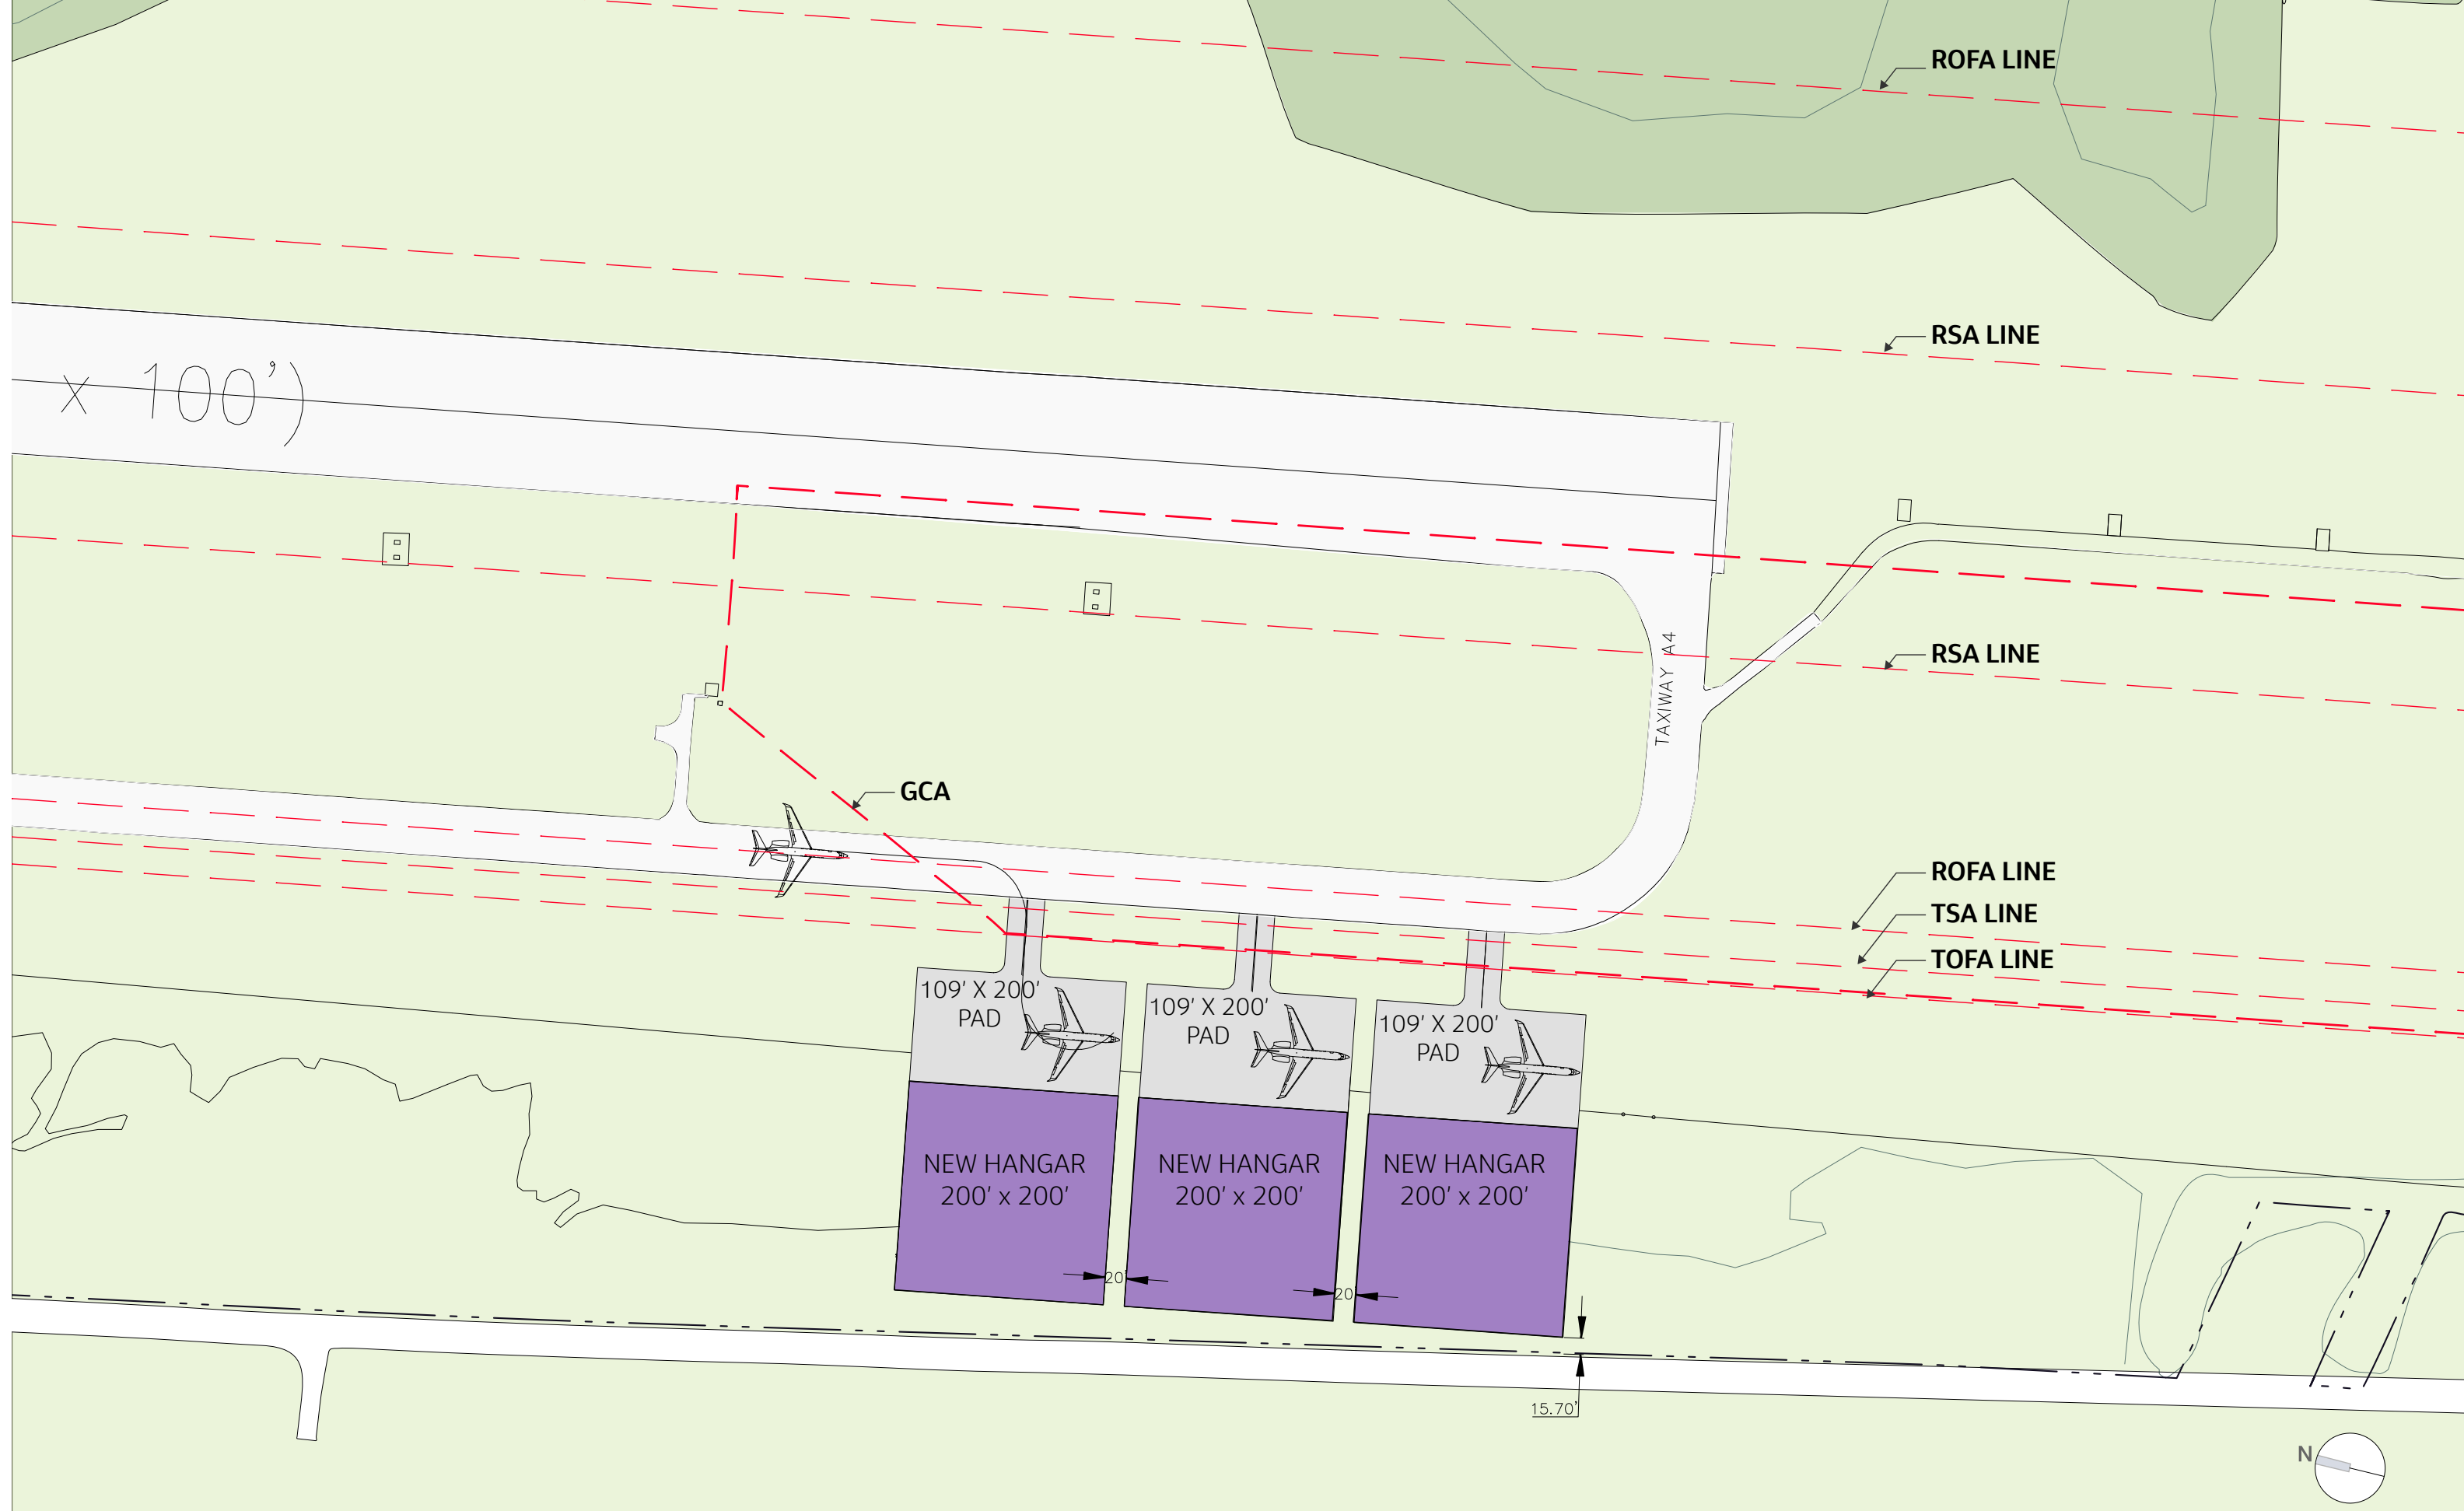 ROFA LINE
RSA LINE
x 100')
RSA LINE
TAXIWAY A4
GCA
ROFA LINE
TSA LINE
TOFA LINE
109' X 200'
PAD
109' X 200'
PAD
109' X 200'
PAD
NEW HANGAR
200' x 200'
NEW HANGAR
200' x 200'
NEW HANGAR
200' x 200'
20'
20'
15.70'
N